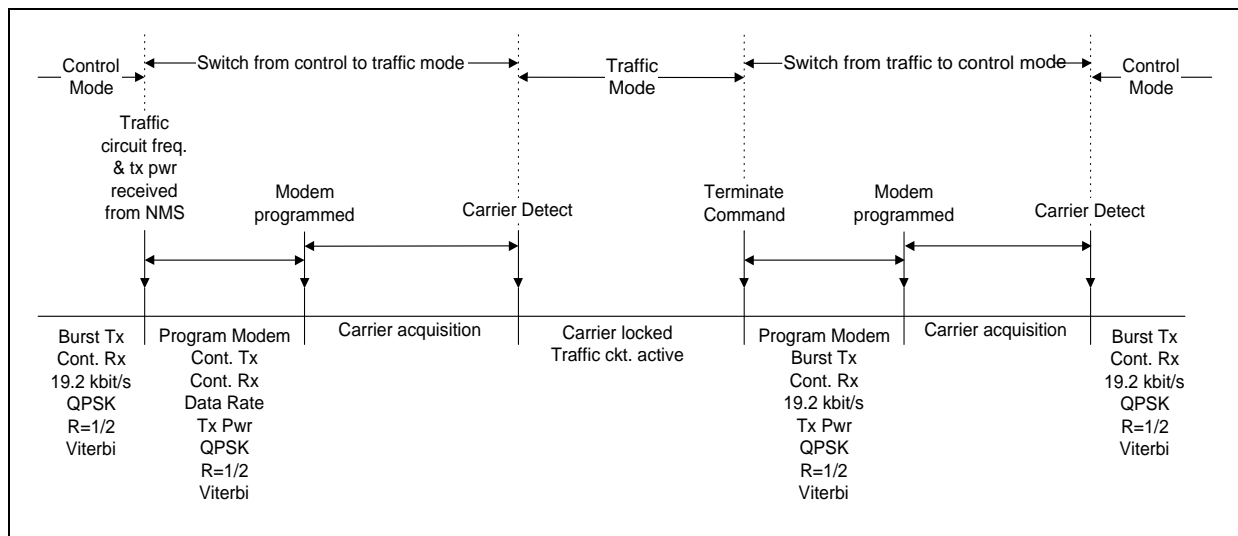 Control
Mode
Switch from control to traffic mode
Traffic
Mode
Switch from traffic to control mode
Control
Mode
Traffic
circuit freq.
& tx pwr
received
from NMS
Modem
programmed
Carrier Detect
Terminate
Command
Modem
programmed
Carrier Detect
Burst Tx
Cont. Rx
19.2 kbit/s
QPSK
R=1/2
Viterbi
Program Modem
Cont. Tx
Cont. Rx
Data Rate
Tx Pwr
QPSK
R=1/2
Viterbi
Carrier acquisition
Carrier locked
Traffic ckt. active
Program Modem
Burst Tx
Cont. Rx
19.2 kbit/s
Tx Pwr
QPSK
R=1/2
Viterbi
Carrier acquisition
Burst Tx
Cont. Rx
19.2 kbit/s
QPSK
R=1/2
Viterbi